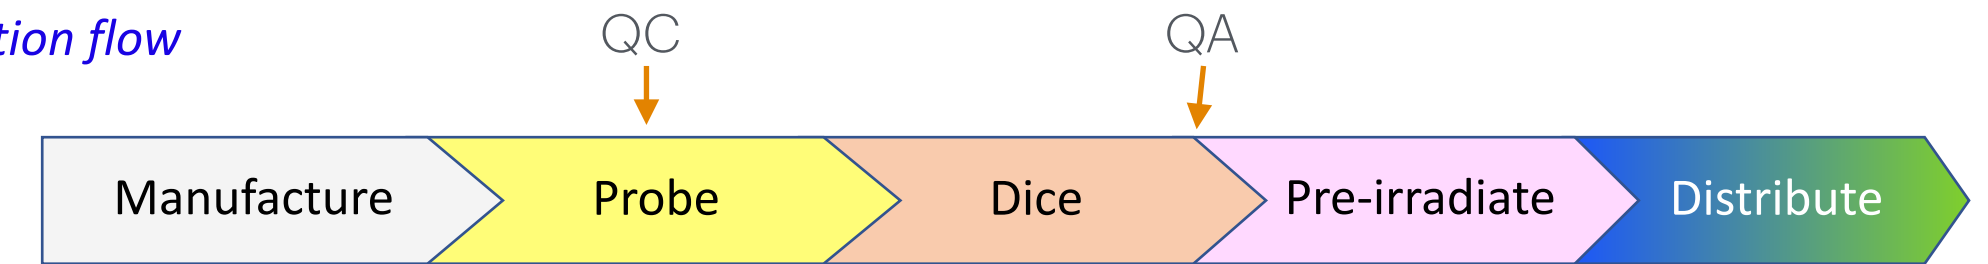 tion flow
QC
QA
Manufacture
Probe
Dice
Pre-irradiate
Distribute